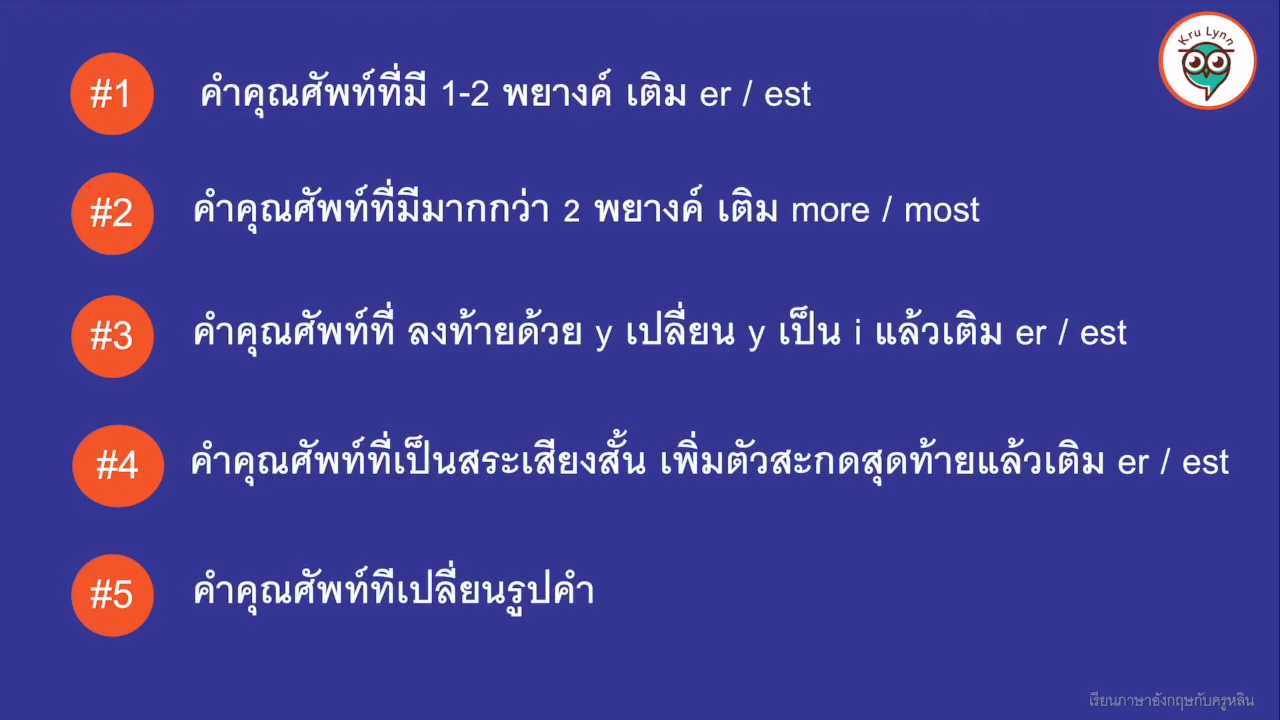 Kru Lynn
#1 คำคุณศัพท์ที่มี 1-2 พยางค์ เติม er / est
#2 คำคุณศัพท์ที่มีมากกว่า 2 พยางค์ เติม more / most
#3 คำคุณศัพท์ที่ ลงท้ายด้วย y เปลี่ยน y เป็น i แล้วเติม er / est
#4 คำคุณศัพท์ที่เป็นสระเสียงสั้น เพิ่มตัวสะกดสุดท้ายแล้วเติม er / est
#5 คำคุณศัพท์ทีเปลี่ยนรูปคำ
เรียนภาษาอังกฤษกับครูหลิน